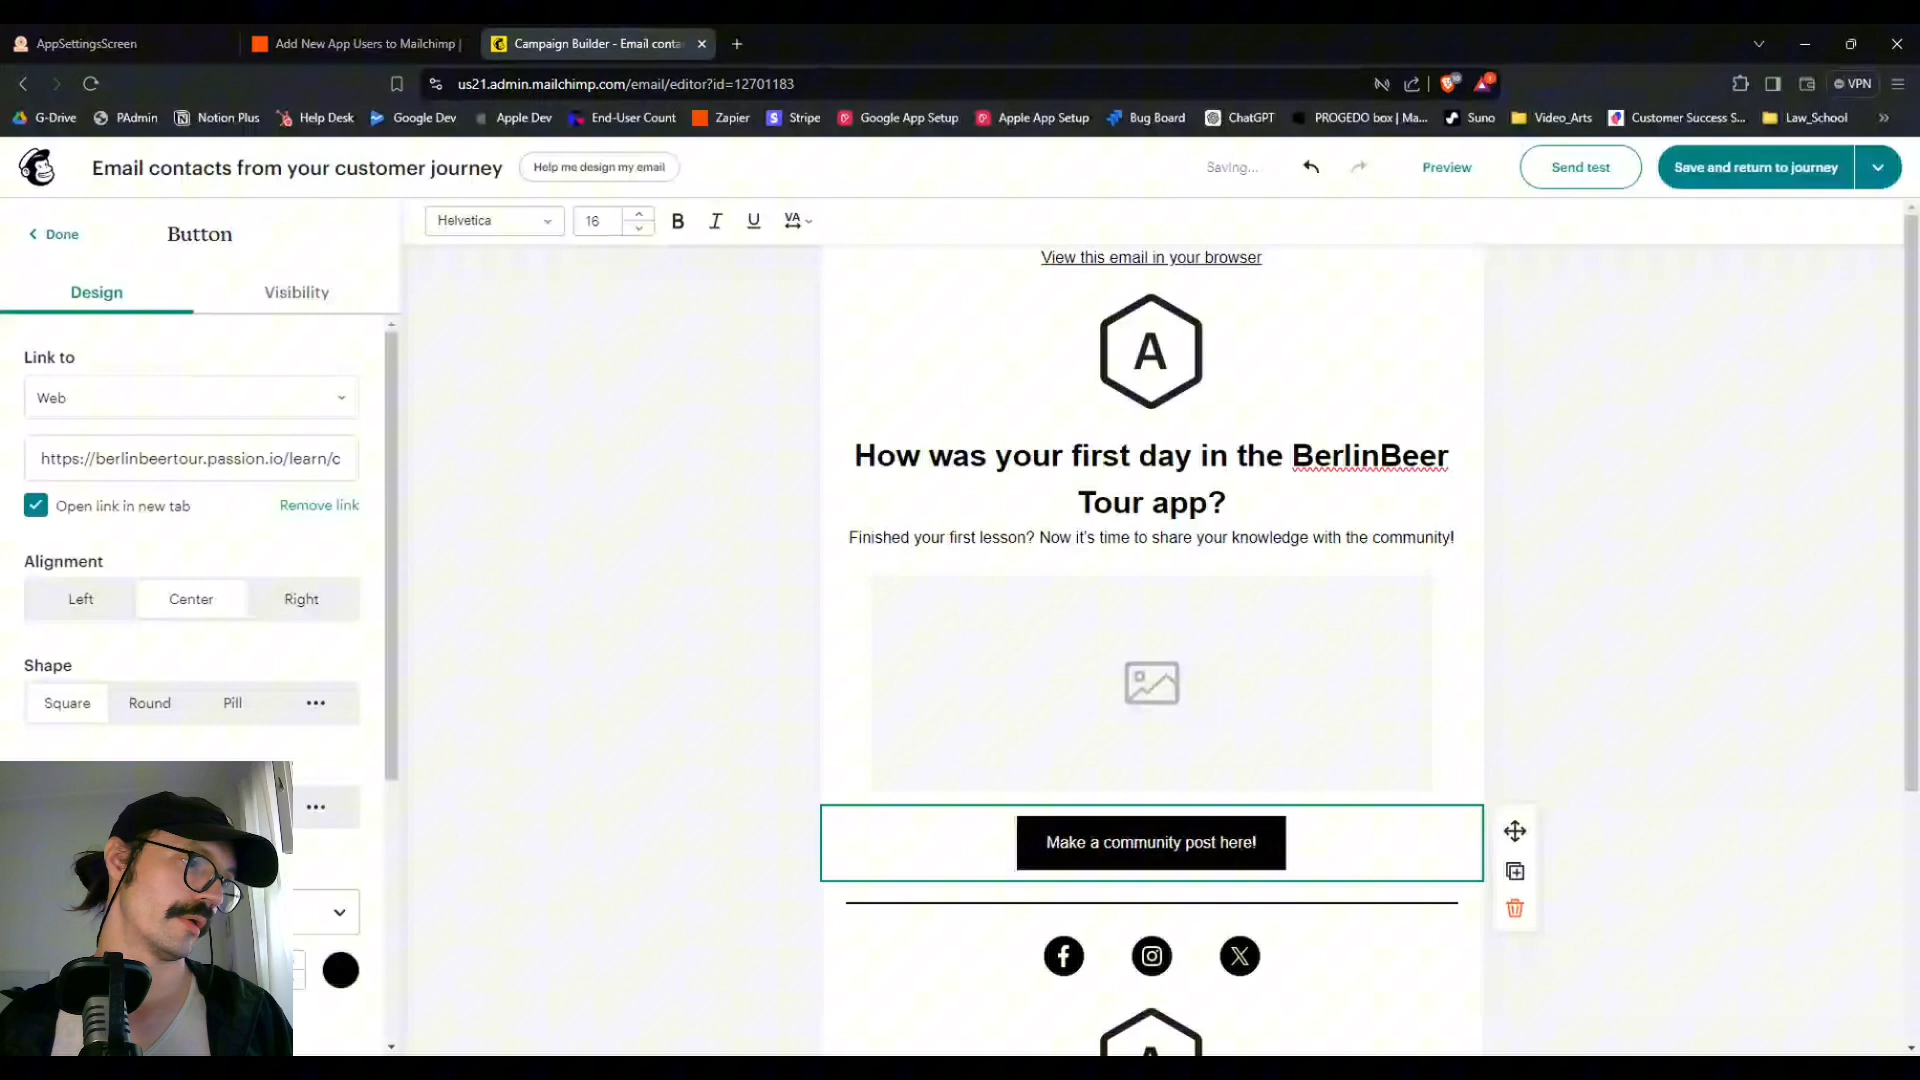 AppSettingsScreen
Add New App Users to Mailchimp |
Campaign Builder - Email conta
us21.admin.mailchimp.com/email/editor?id=12701183
VPN
G-Drive
PAdmin
Notion Plus
Help Desk
Google Dev
Apple Dev
End-User Count
Zapier
Stripe
Google App Setup
Apple App Setup
Bug Board
ChatGPT
PROGEDO box | Ma...
Suno
Video_Arts
Customer Success S...
Law_School
»
Email contacts from your customer journey
Help me design my email
Saving...
Preview
Send test
Save and return to journey
Done
Button
Helvetica
16
B
I
U
VA
Design
Visibility
Link to
Web
https://berlinbeertour.passion.io/learn/c
Open link in new tab
Remove link
Alignment
Left
Center
Right
Shape
Square
Round
Pill
View this email in your browser
A
How was your first day in the BerlinBeer
Tour app?
Finished your first lesson? Now it's time to share your knowledge with the community!
Make a community post here!